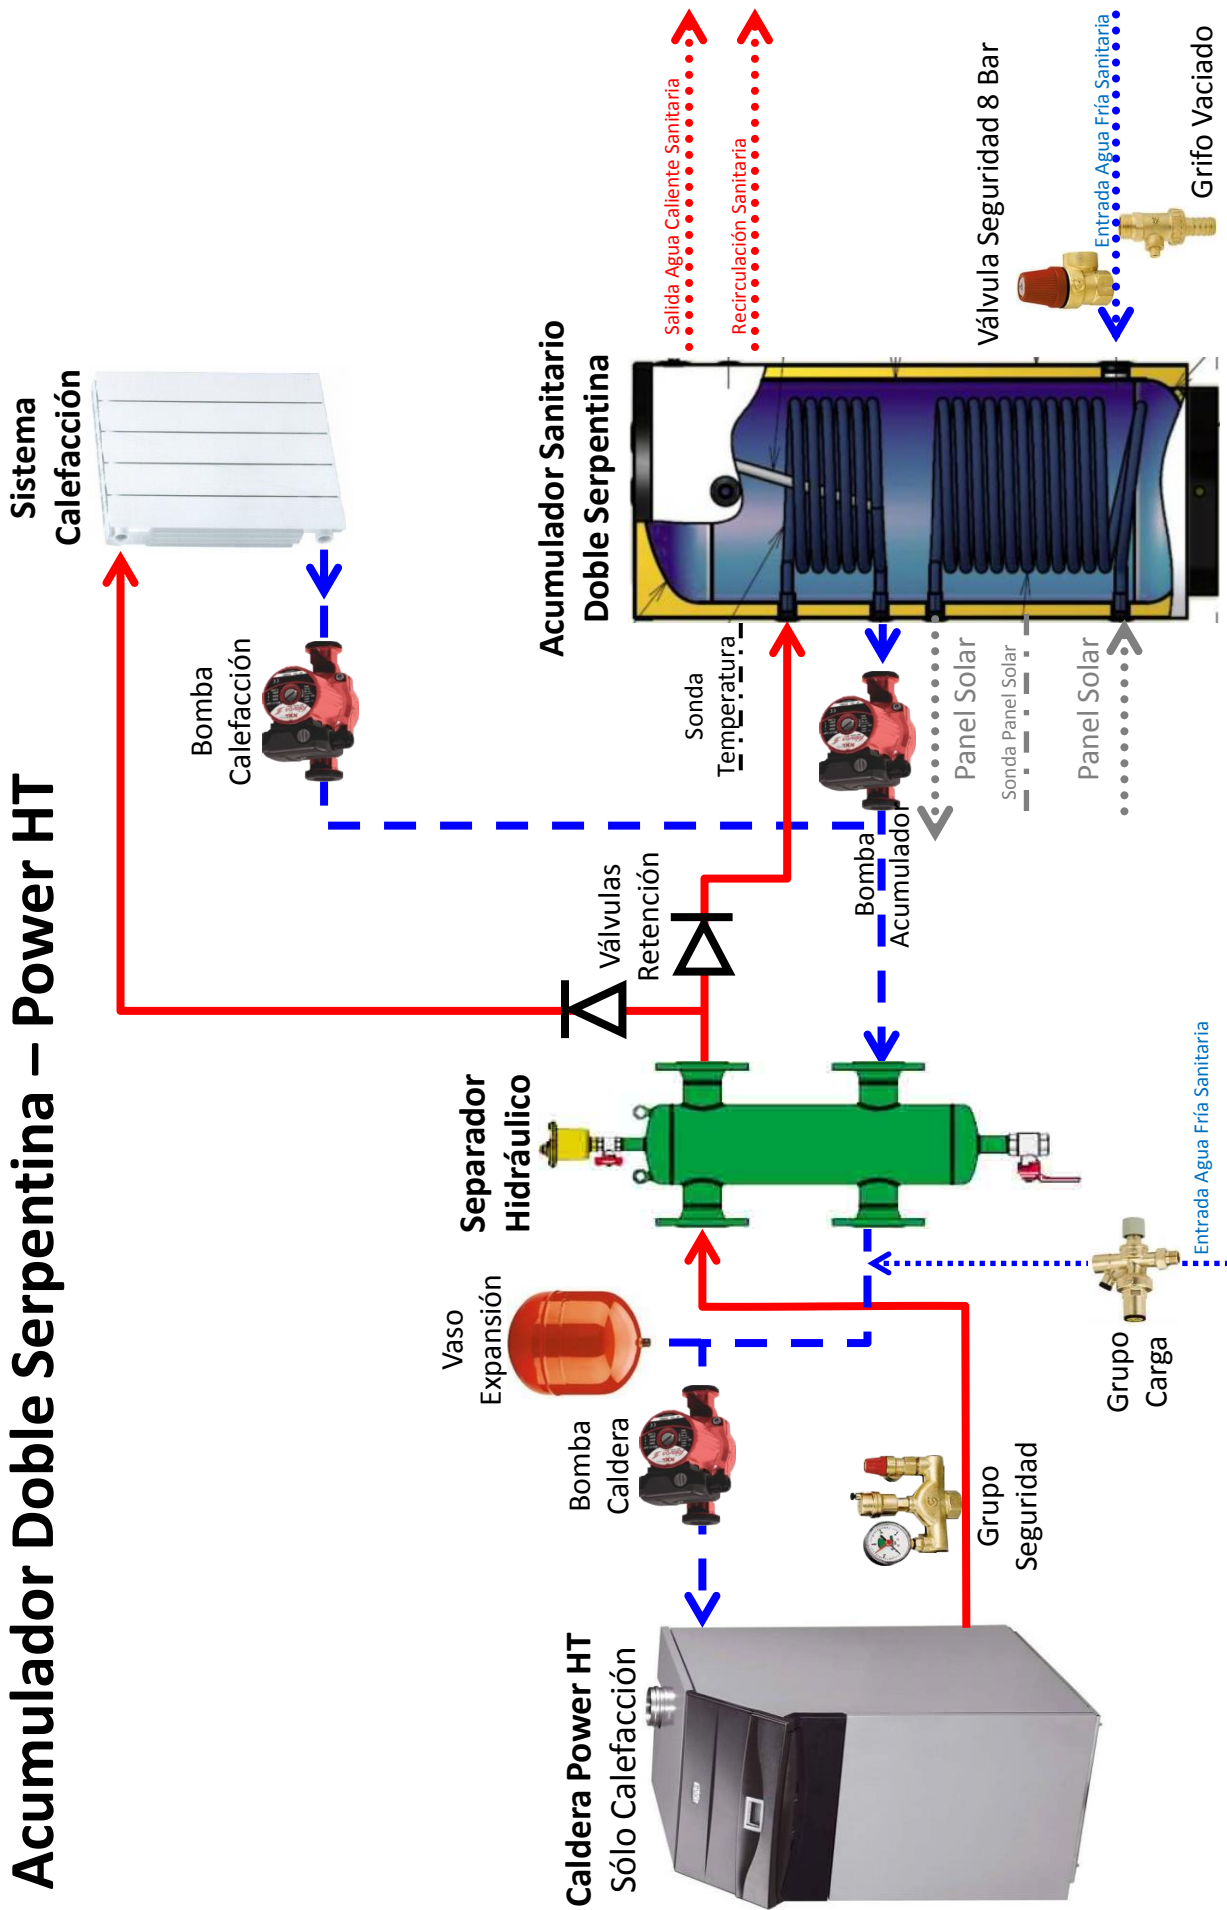 Acumulador Doble Serpentina – Power HT
Sistema
Calefacción
Bomba
Calefacción
Salida Agua Caliente Sanitaria
Recirculación Sanitaria
Acumulador Sanitario
Doble Serpentina
Válvula Seguridad 8 Bar
Entrada Agua Fría Sanitaria
Grifo Vaciado
Sonda
Temperatura
Panel Solar
Sonda Panel Solar
Panel Solar
Bomba
Acumulador
Válvulas
Retención
Separador
Hidráulico
Vaso
Expansión
Bomba
Caldera
Caldera Power HT
Sólo Calefacción
Grupo
Seguridad
Grupo
Carga
Entrada Agua Fría Sanitaria